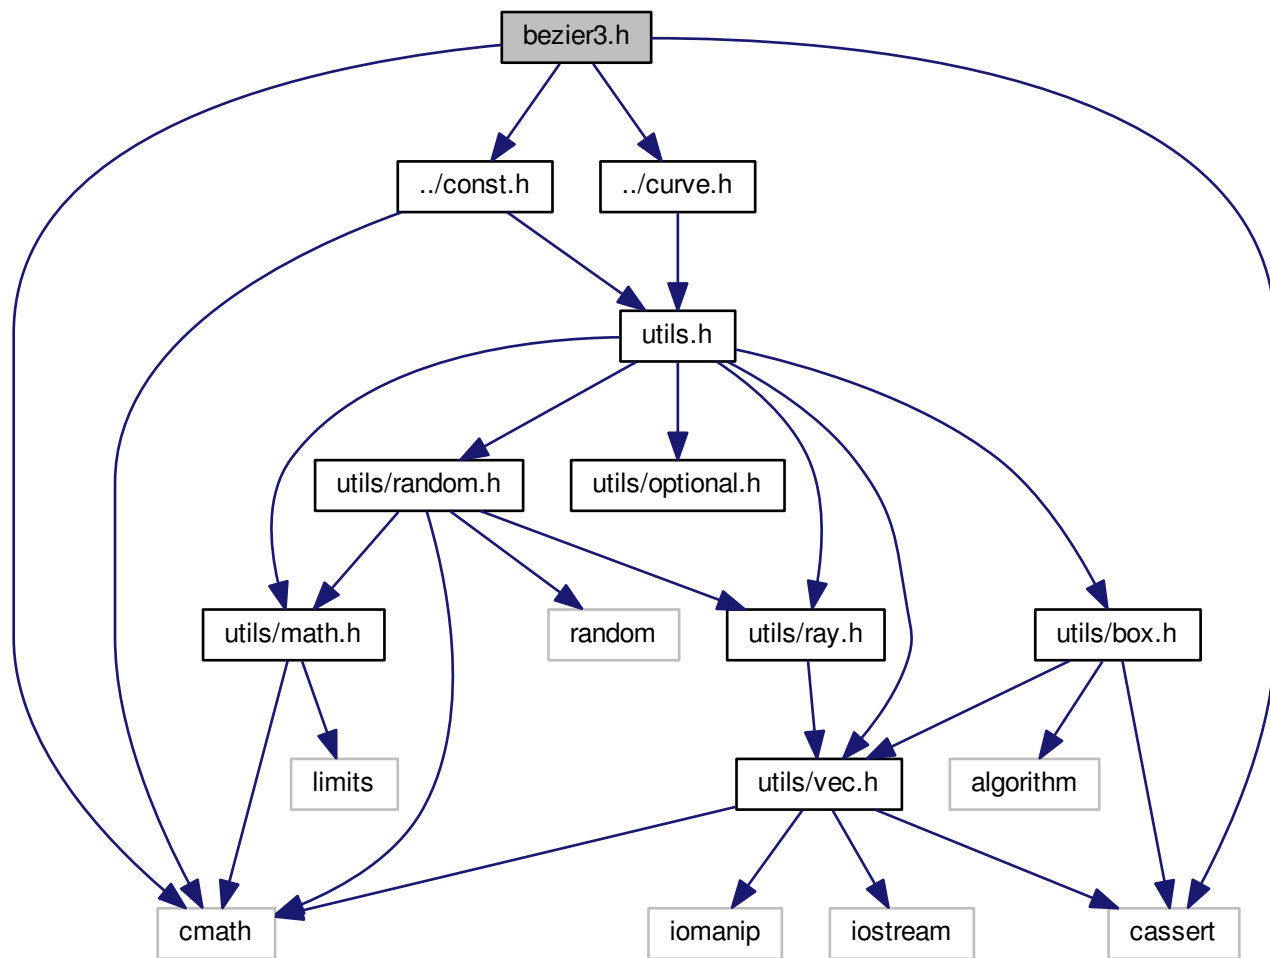 bezier3.h
../const.h
../curve.h
utils.h
utils/random.h
utils/optional.h
utils/math.h
random
utils/ray.h
utils/box.h
limits
utils/vec.h
algorithm
cmath
iomanip
iostream
cassert